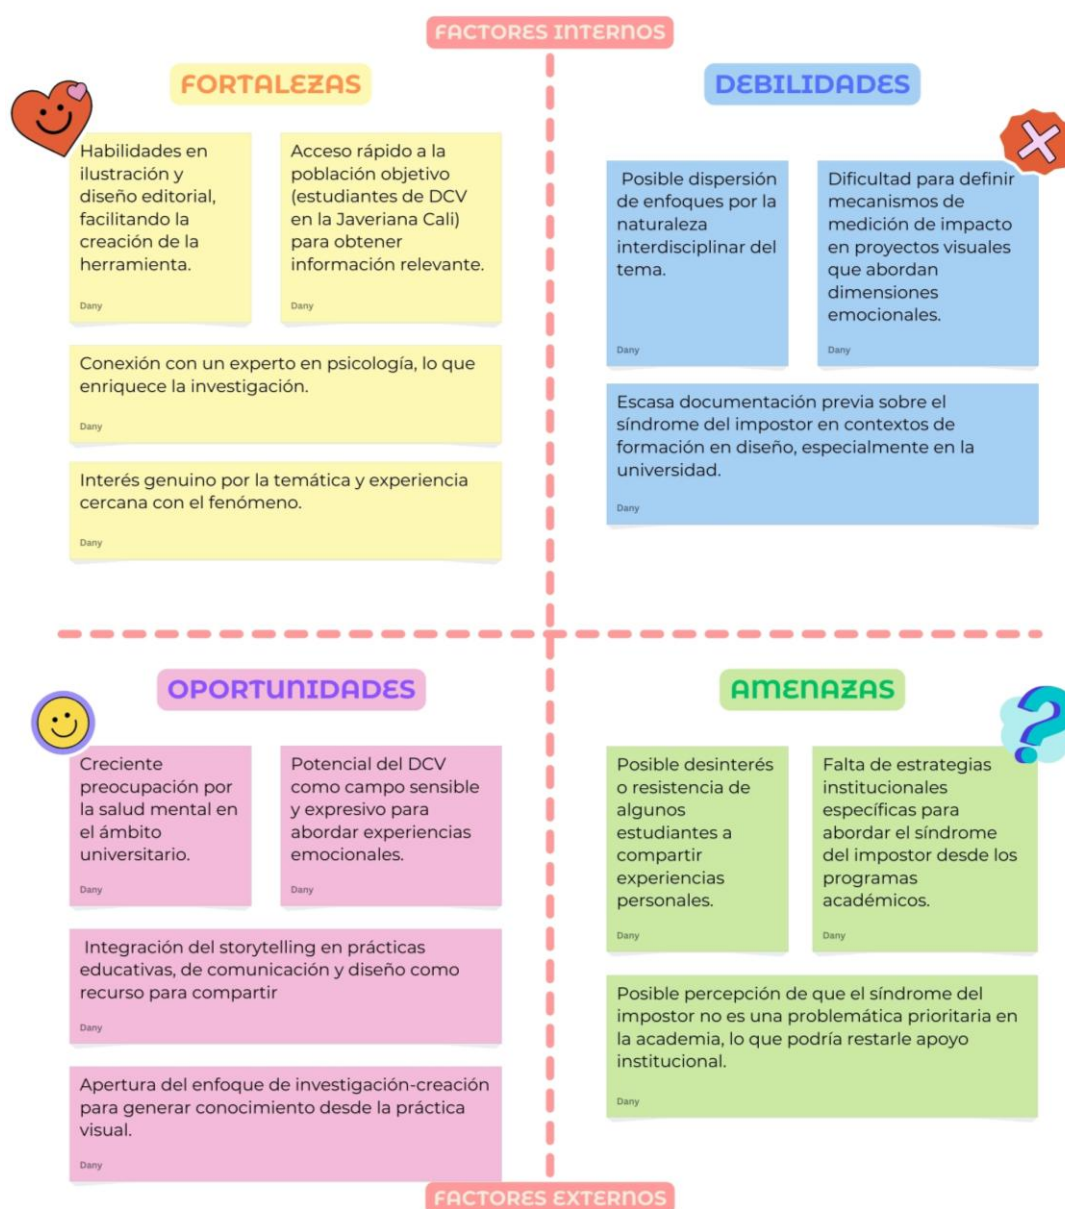 FACTORES INTERNOS
FORTALEZAS
Habilidades en
ilustración y
diseño editorial,
facilitando la
creación de la
herramienta.
Dany
Acceso rápido a la
población objetivo
(estudiantes de DCV
en la Javeriana Cali)
para obtener
información relevante.
Dany
Conexión con un experto en psicología, lo que
enriquece la investigación.
Dany
Interés genuino por la temática y experiencia
cercana con el fenómeno.
Dany
DEBILIDADES
Posible dispersión
de enfoques por la
naturaleza
interdisciplinar del
tema.
Dany
Dificultad para definir
mecanismos de
medición de impacto
en proyectos visuales
que abordan
dimensiones
emocionales.
Dany
Escasa documentación previa sobre el
síndrome del impostor en contextos de
formación en diseño, especialmente en la
universidad.
Dany
OPORTUNIDADES
Creciente
preocupación por
la salud mental en
el ámbito
universitario.
Dany
Potencial del DCV
como campo sensible
y expresivo para
abordar experiencias
emocionales.
Dany
Integración del storytelling en prácticas
educativas, de comunicación y diseño como
recurso para compartir
Dany
Apertura del enfoque de investigación-creación
para generar conocimiento desde la práctica
visual.
Dany
AMENAZAS
Posible desinterés
o resistencia de
algunos
estudiantes a
compartir
experiencias
personales.
Dany
Falta de estrategias
institucionales
específicas para
abordar el síndrome
del impostor desde los
programas
académicos.
Dany
Posible percepción de que el síndrome del
impostor no es una problemática prioritaria en
la academia, lo que podría restarle apoyo
institucional.
Dany
FACTORES EXTERNOS